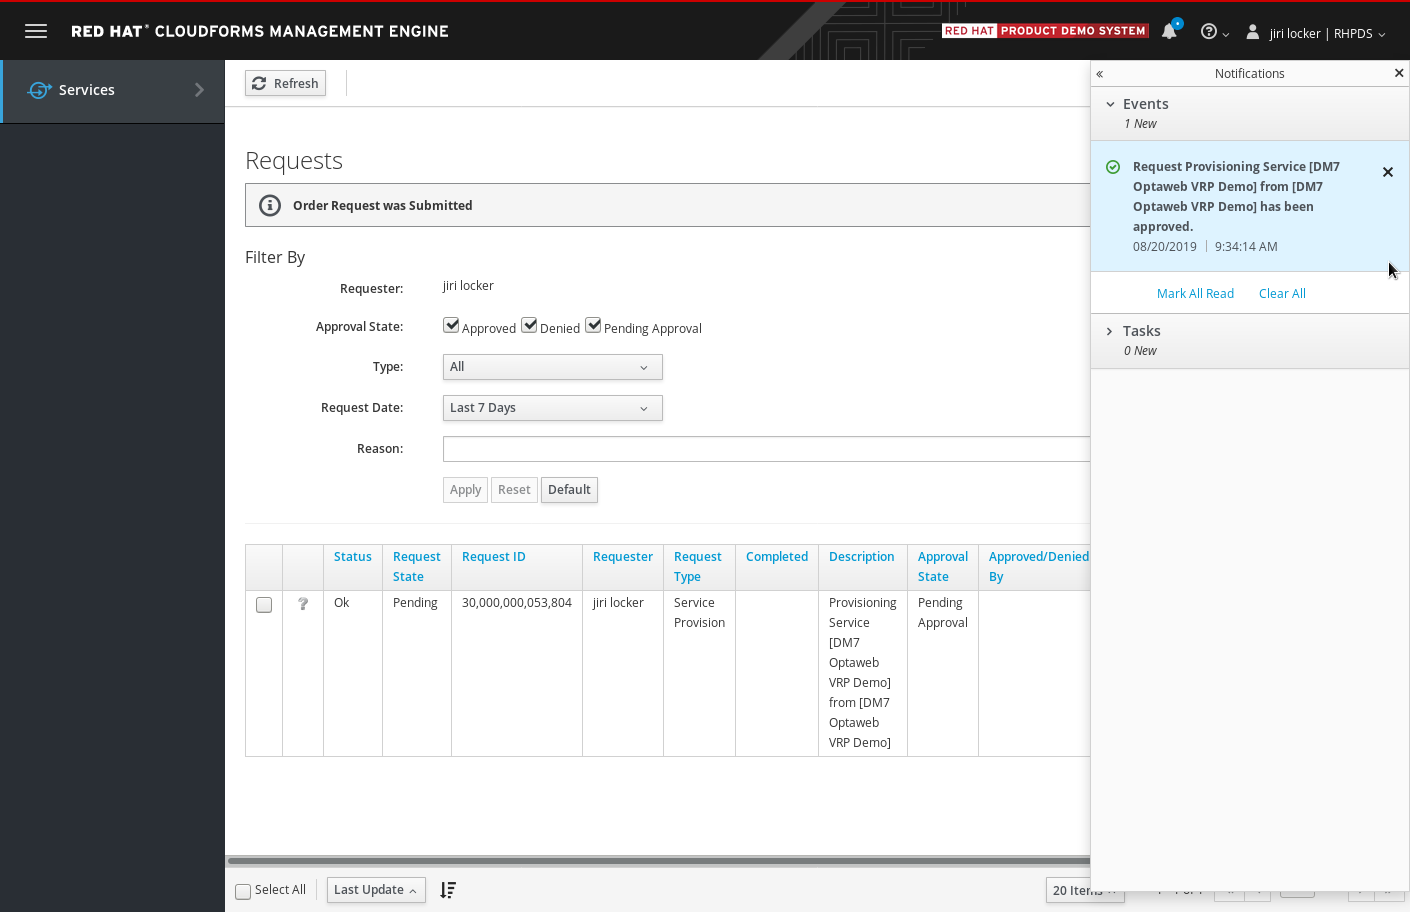 RED HAT® CLOUDFORMS MANAGEMENT ENGINE
RED HAT PRODUCT DEMO SYSTEM
jiri locker | RHPDS
Services
Refresh
Requests
Order Request was Submitted
Filter By
Requester: jiri locker
Approval State: Approved Denied Pending Approval
Type: All
Request Date: Last 7 Days
Reason:
Apply Reset Default
Status Request Request ID Requester Request Completed Description Approval Approved/Denied
State Type State By
Ok Pending 30,000,000,053,804 jiri locker Service Provisioning Pending
Provision Service Approval
[DM7
Optaweb
VRP Demo]
from [DM7
Optaweb
VRP Demo]
Select All Last Update 20 Items
Notifications
Events
1 New
Request Provisioning Service [DM7
Optaweb VRP Demo] from [DM7
Optaweb VRP Demo] has been
approved.
08/20/2019 | 9:34:14 AM
Mark All Read Clear All
Tasks
0 New